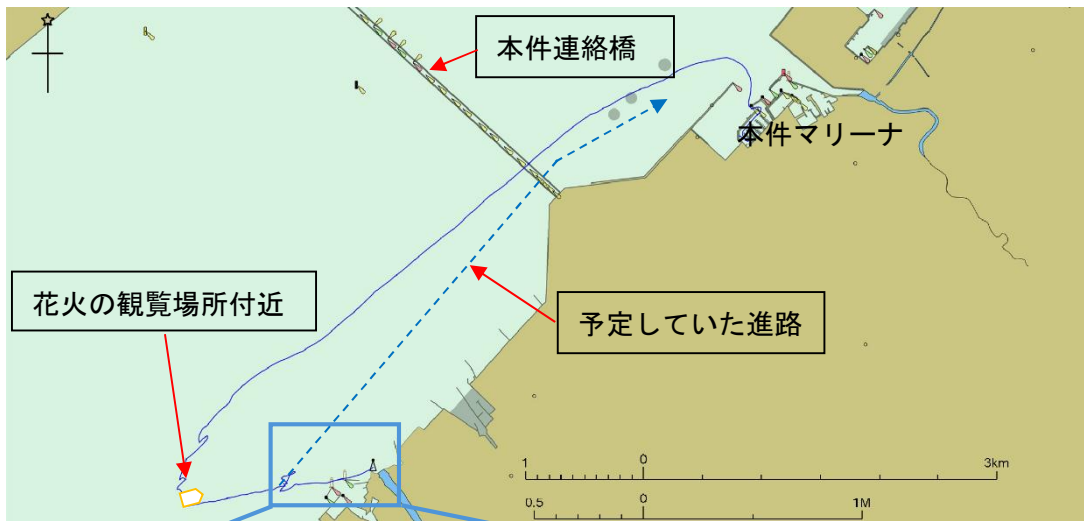 本件連絡橋
本件マリーナ
花火の観覧場所付近
予定していた進路
1 0 3km
0.5 0 1M